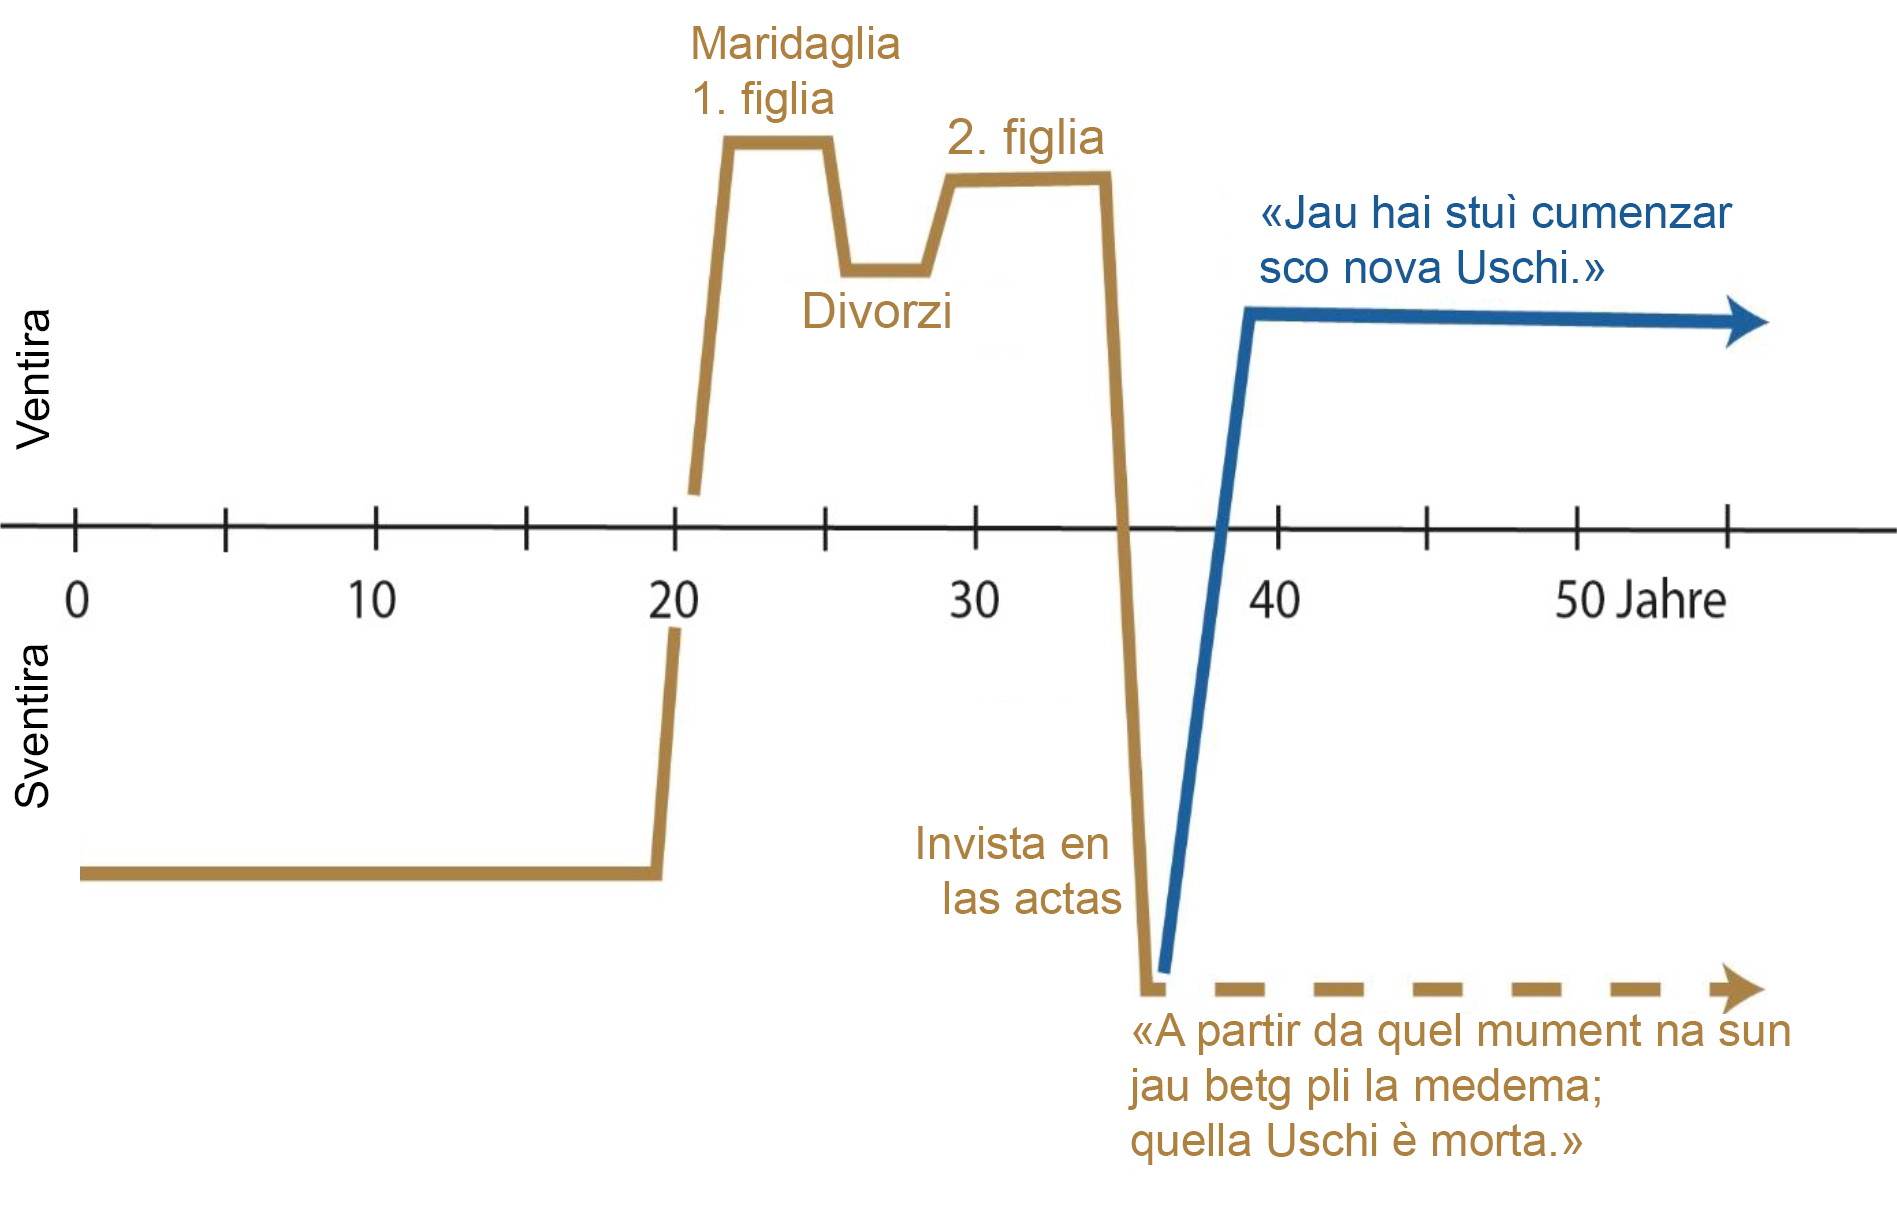 Maridaglia
1. figlia
2. figlia
«Jau hai stuì cumenzar
sco nova Uschi.»
Divorzi
Ventira
0 10 20 30 40 50 Jahre
Sventira
Invista en
las actas
«A partir da quel mument na sun
jau betg pli la medema;
quella Uschi è morta.»